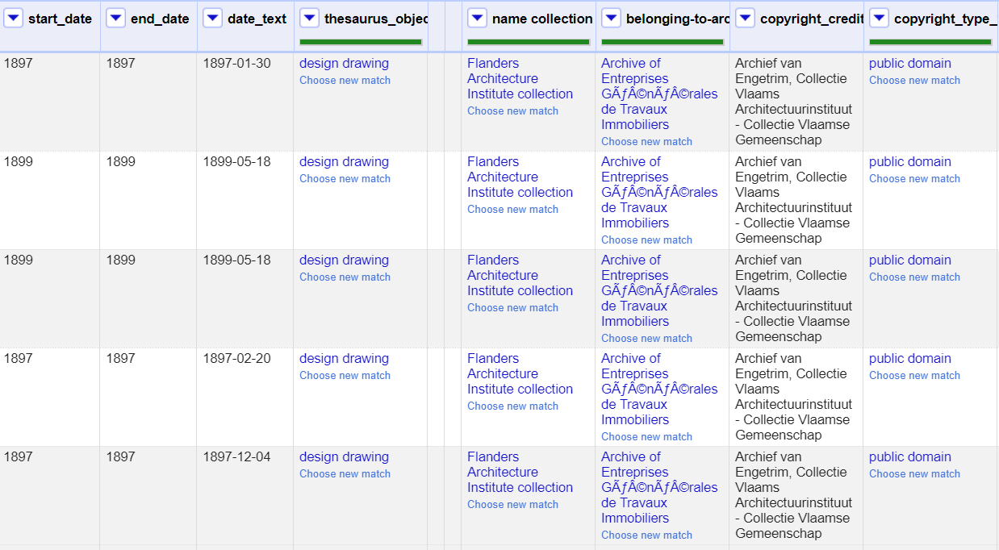 start_date end_date date_text thesaurus_objec name collection belonging-to-arc copyright_credit copyright_type_
1897 1897 1897-01-30 design drawing Flanders Archive of Archief van public domain
Choose new match Architecture Entreprises Engetrim, Collectie Choose new match
Institute collection GÃƒÂ©nÃƒÂ©rales Vlaams
Choose new match de Travaux Architectuurinstituut
Immobiliers - Collectie Vlaamse
Choose new match Gemeenschap
1899 1899 1899-05-18 design drawing Flanders Archive of Archief van public domain
Choose new match Architecture Entreprises Engetrim, Collectie Choose new match
Institute collection GÃƒÂ©nÃƒÂ©rales Vlaams
Choose new match de Travaux Architectuurinstituut
Immobiliers - Collectie Vlaamse
Choose new match Gemeenschap
1899 1899 1899-05-18 design drawing Flanders Archive of Archief van public domain
Choose new match Architecture Entreprises Engetrim, Collectie Choose new match
Institute collection GÃƒÂ©nÃƒÂ©rales Vlaams
Choose new match de Travaux Architectuurinstituut
Immobiliers - Collectie Vlaamse
Choose new match Gemeenschap
1897 1897 1897-02-20 design drawing Flanders Archive of Archief van public domain
Choose new match Architecture Entreprises Engetrim, Collectie Choose new match
Institute collection GÃƒÂ©nÃƒÂ©rales Vlaams
Choose new match de Travaux Architectuurinstituut
Immobiliers - Collectie Vlaamse
Choose new match Gemeenschap
1897 1897 1897-12-04 design drawing Flanders Archive of Archief van public domain
Choose new match Architecture Entreprises Engetrim, Collectie Choose new match
Institute collection GÃƒÂ©nÃƒÂ©rales Vlaams
Choose new match de Travaux Architectuurinstituut
Immobiliers - Collectie Vlaamse
Choose new match Gemeenschap